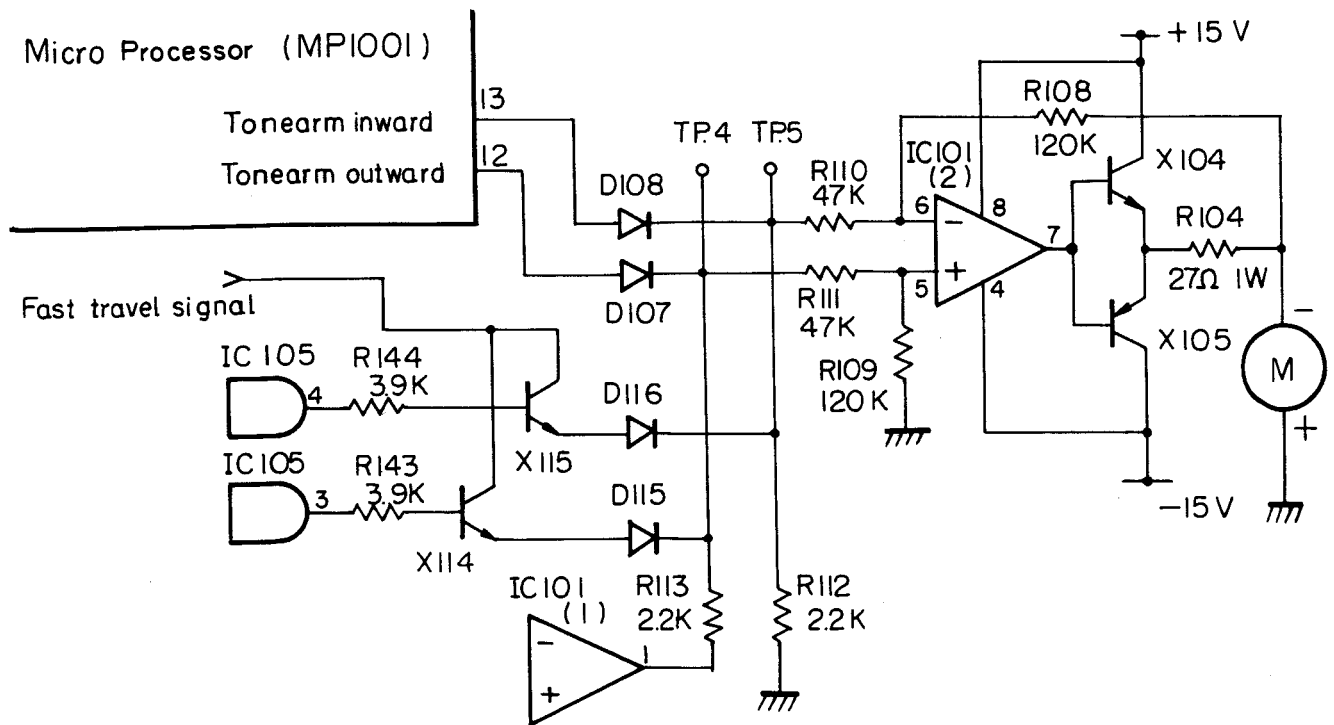 Micro Processor (MP1001)
13
Tonearm inward
12
Tonearm outward
Fast travel signal
IC105
R144
3.9K
4
IC105
R143
3.9K
3
X115
X114
D108
D107
D116
D115
TP.4
TP.5
R110
47K
R111
47K
R109
120K
IC101
(2)
6
8
−
+
5
4
7
+15V
R108
120K
X104
R104
27Ω 1W
X105
−
M
+
−15V
IC101
(1)
−
+
1
R113
2.2K
R112
2.2K